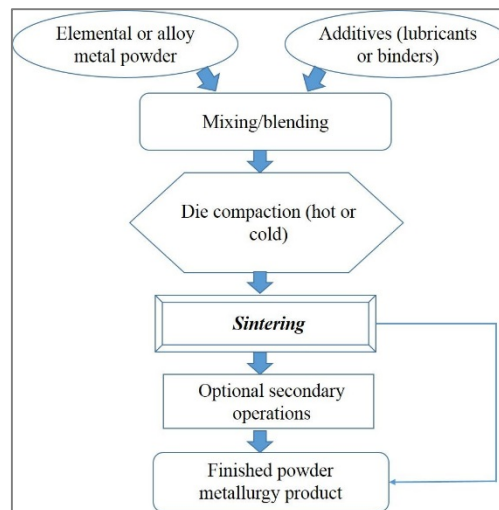 Elemental or alloy
metal powder
Additives (lubricants
or binders)
Mixing/blending
Die compaction (hot or
cold)
Sintering
Optional secondary
operations
Finished powder
metallurgy product